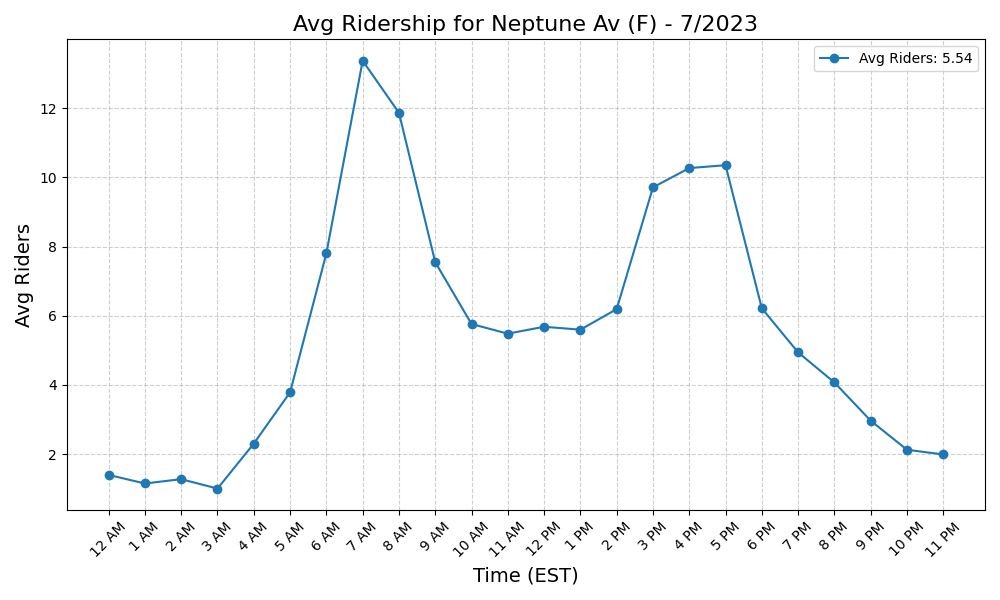 Avg Ridership for Neptune Av (F) - 7/2023
Avg Riders: 5.54
Avg Riders
12
10
8
6
4
2
12 AM
1 AM
2 AM
3 AM
4 AM
5 AM
6 AM
7 AM
8 AM
9 AM
10 AM
11 AM
12 PM
1 PM
2 PM
3 PM
4 PM
5 PM
6 PM
7 PM
8 PM
9 PM
10 PM
11 PM
Time (EST)